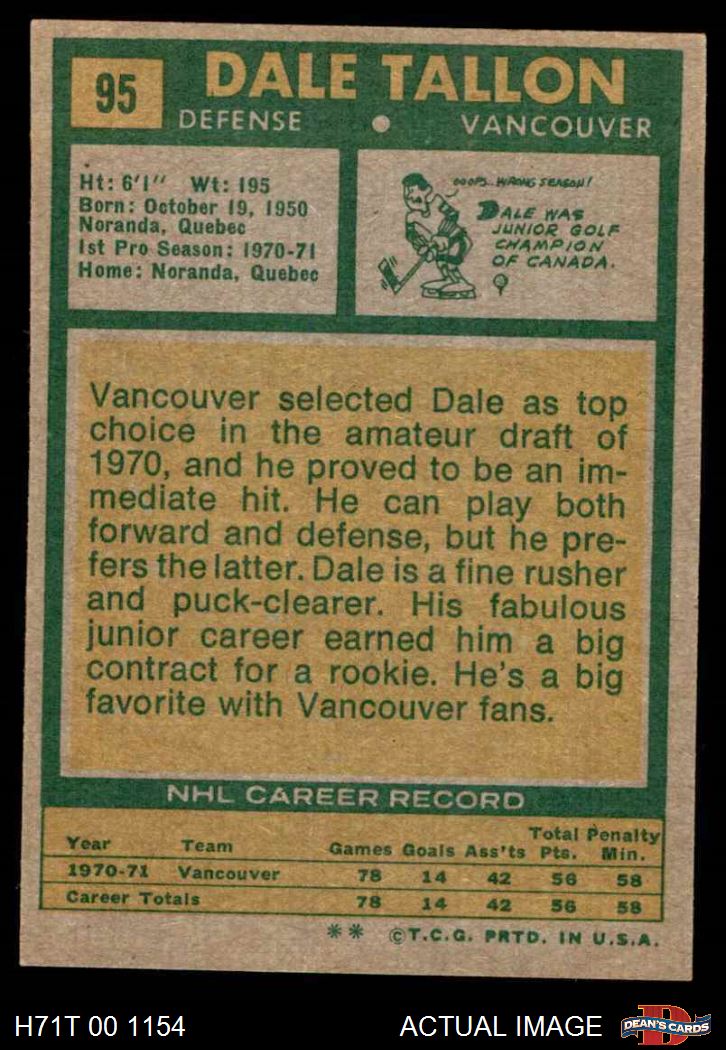 95
DALE TALLON
DEFENSE VANCOUVER
Ht: 6'1" Wt: 195
Born: October 19, 1950
Noranda, Quebec
1st Pro Season: 1970-71
Home: Noranda, Quebec
OOOPS.. WRONG SEASON!
DALE WAS
JUNIOR GOLF
CHAMPION
OF CANADA.
Vancouver selected Dale as top
choice in the amateur draft of
1970, and he proved to be an im-
mediate hit. He can play both
forward and defense, but he pre-
fers the latter. Dale is a fine rusher
and puck-clearer. His fabulous
junior career earned him a big
contract for a rookie. He's a big
favorite with Vancouver fans.
NHL CAREER RECORD
Year Team Games Goals Ass'ts Total Pts. Penalty Min.
1970-71 Vancouver 78 14 42 56 58
Career Totals 78 14 42 56 58
** ©T.C.G. PRTD. IN U.S.A.
H71T 00 1154 ACTUAL IMAGE
D
DEAN'S CARDS